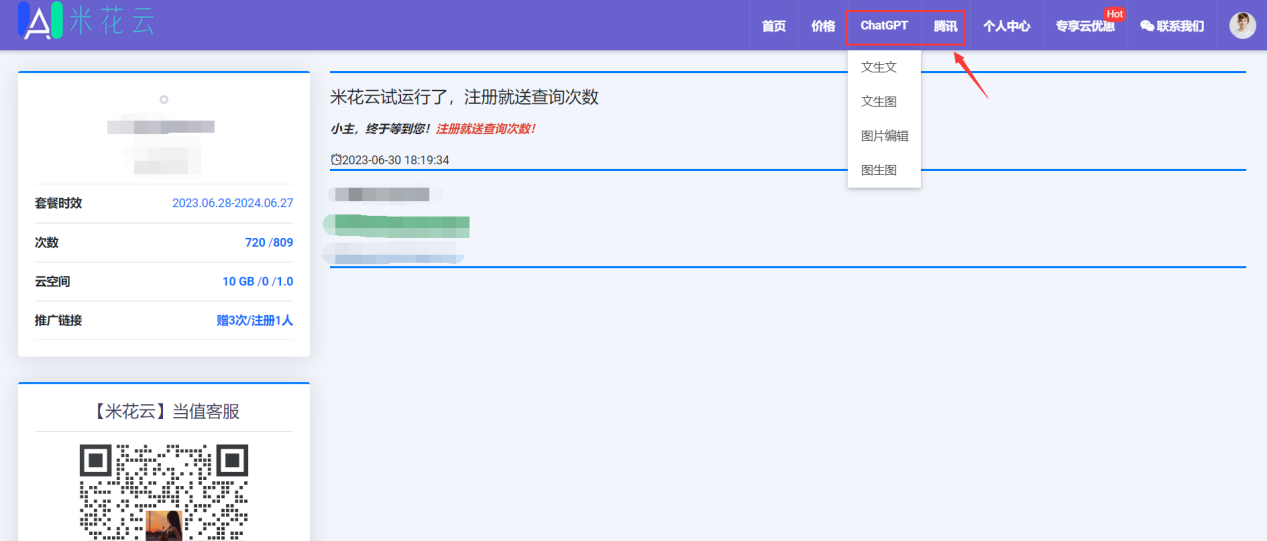 AI 米花云
首页 价格 ChatGPT 腾讯 个人中心 专享云优惠 Hot 联系我们
文生文
文生图
图片编辑
图生图
套餐时效 2023.06.28-2024.06.27
次数 720 /809
云空间 10 GB /0 /1.0
推广链接 赠3次/注册1人
【米花云】当值客服
米花云试运行了，注册就送查询次数
小主，终于等到您！注册就送查询次数！
2023-06-30 18:19:34